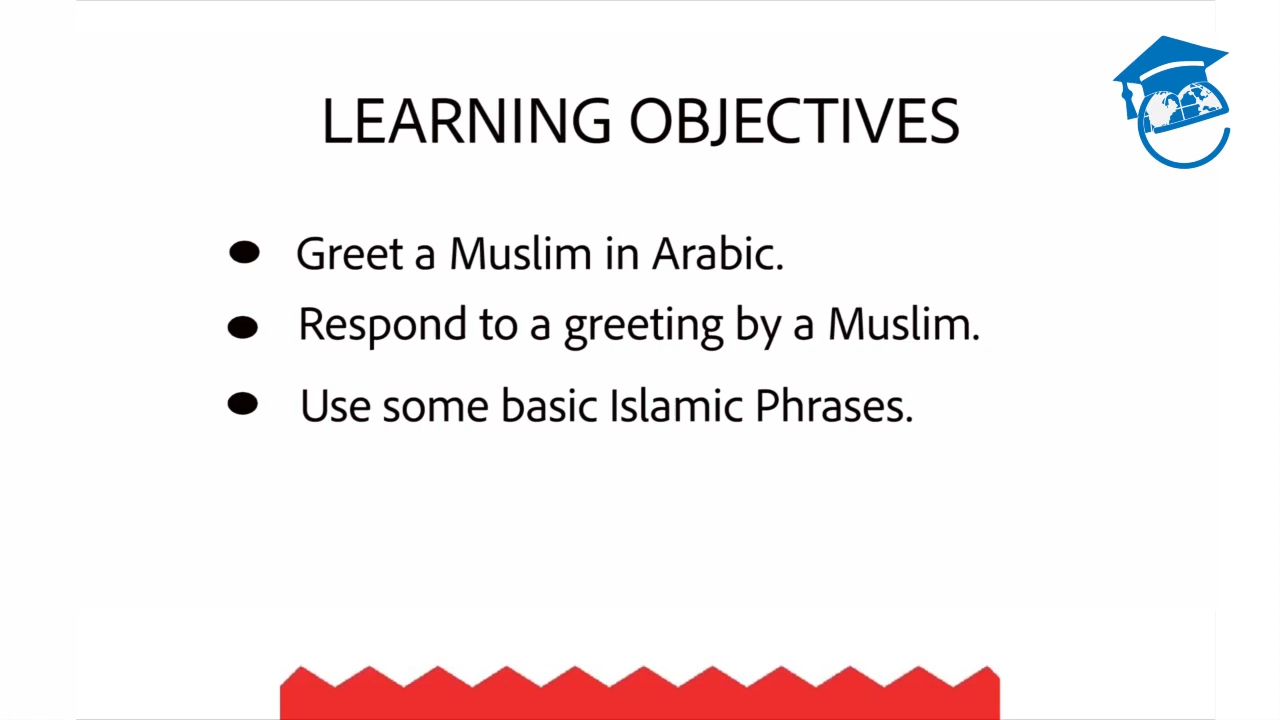 LEARNING OBJECTIVES
Greet a Muslim in Arabic.
Respond to a greeting by a Muslim.
Use some basic Islamic Phrases.